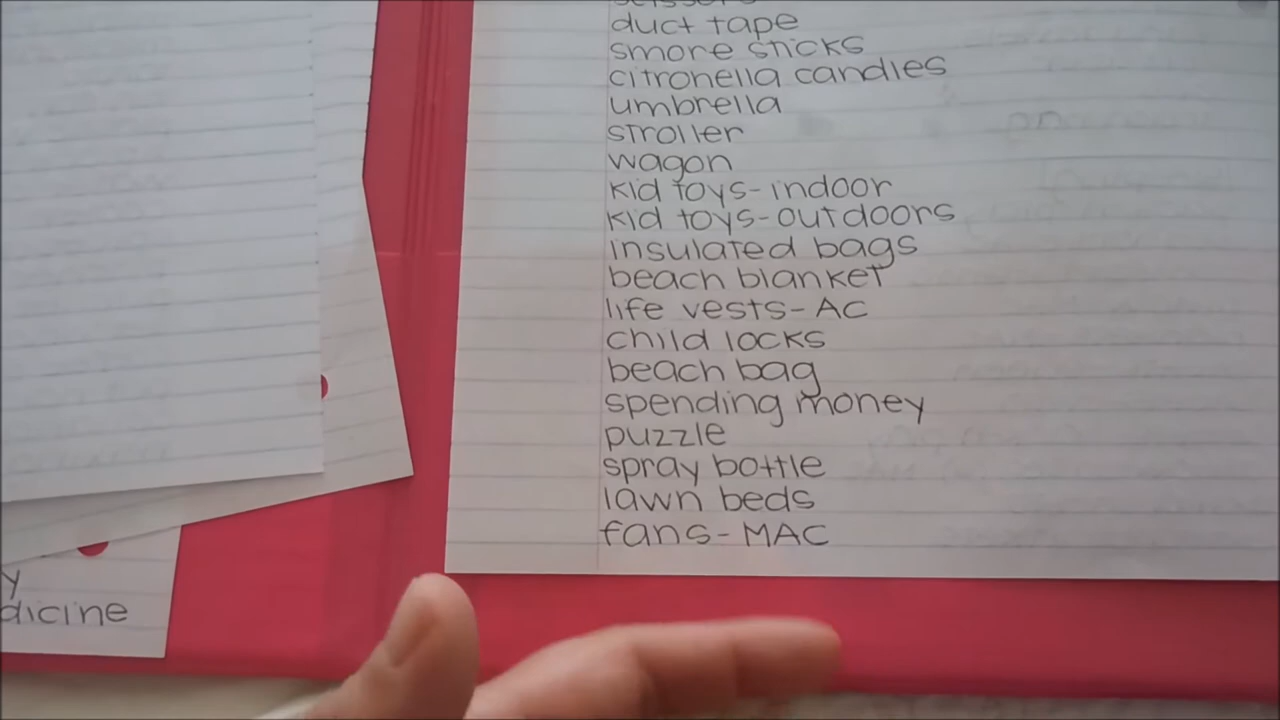 scissors
duct tape
smore sticks
citronella candles
umbrella
stroller
wagon
kid toys-indoor
kid toys-outdoors
insulated bags
beach blanket
life vests-AC
child locks
beach bag
spending money
puzzle
spray bottle
lawn beds
fans-MAC
y
dicine